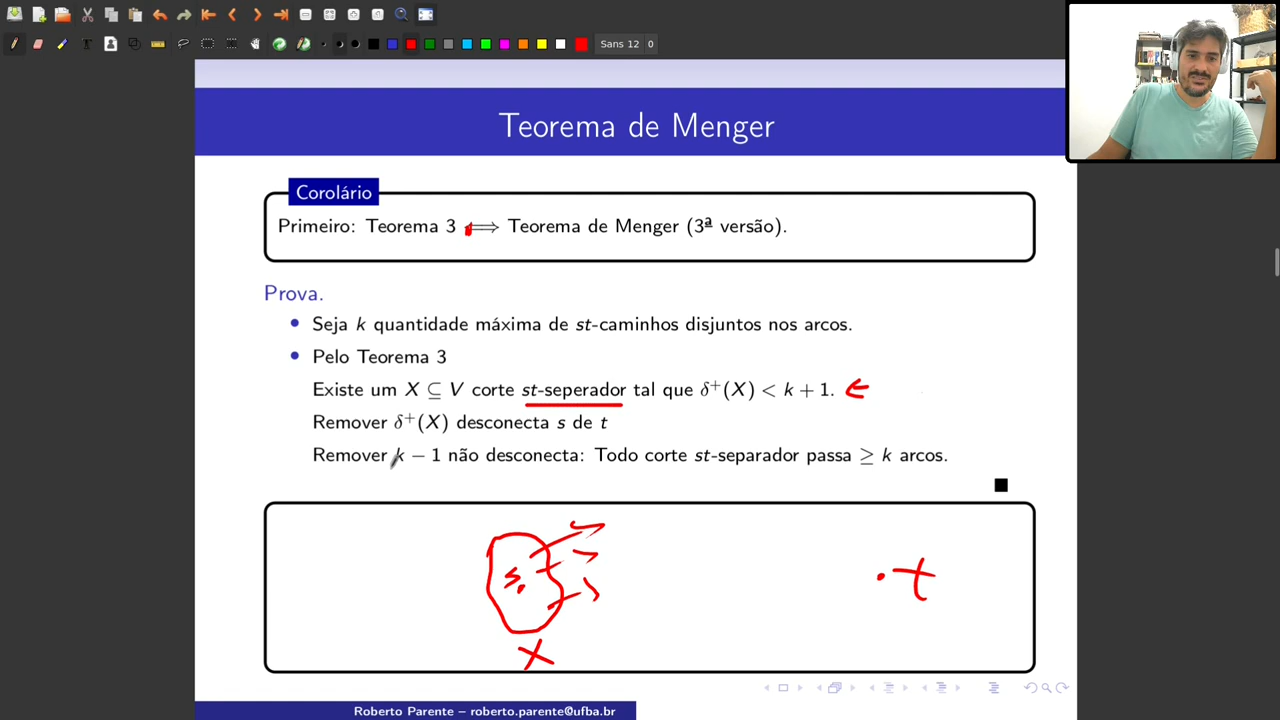 Sans 12 0
Teorema de Menger
Corolário
Primeiro: Teorema 3 ⟺ Teorema de Menger (3ª versão).
Prova.
Seja k quantidade máxima de st-caminhos disjuntos nos arcos.
Pelo Teorema 3
Existe um X ⊆ V corte st-seperador tal que δ⁺(X) < k + 1.
Remover δ⁺(X) desconecta s de t
Remover k − 1 não desconecta: Todo corte st-separador passa ≥ k arcos.
s
t
X
Roberto Parente – roberto.parente@ufba.br